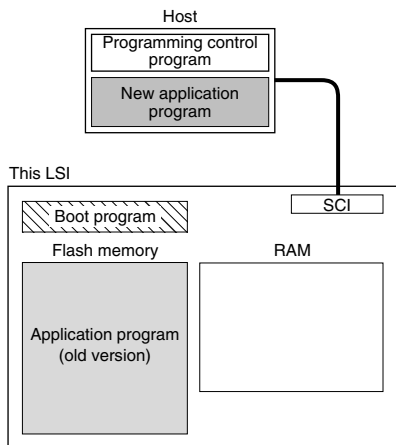 Host
Programming control
program
New application
program
This LSI
SCI
Boot program
Flash memory
RAM
Application program
(old version)